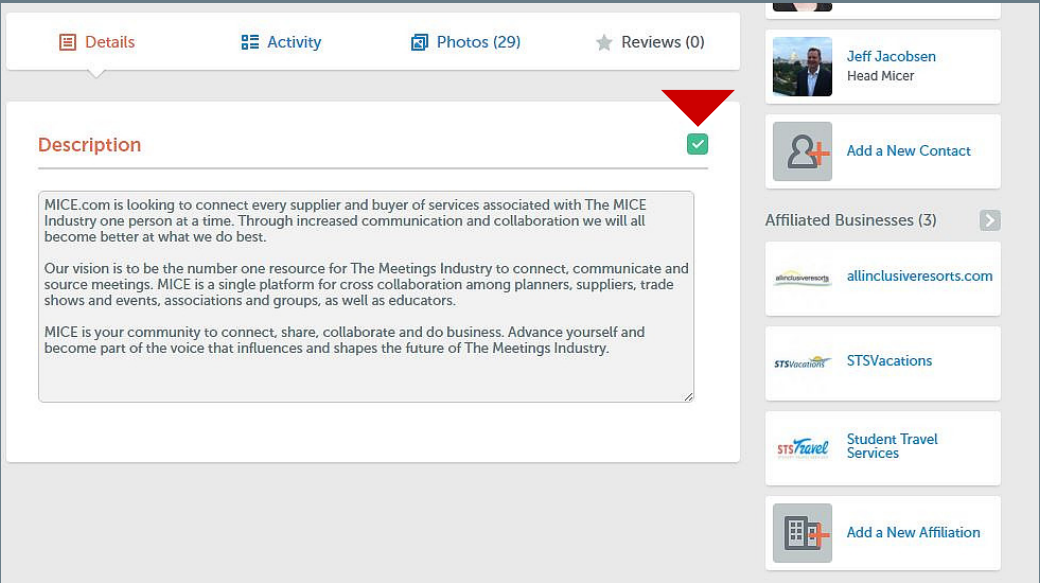 Details
Activity
Photos (29)
Reviews (0)
Description
MICE.com is looking to connect every supplier and buyer of services associated with The MICE
Industry one person at a time. Through increased communication and collaboration we will all
become better at what we do best.
Our vision is to be the number one resource for The Meetings Industry to connect, communicate and
source meetings. MICE is a single platform for cross collaboration among planners, suppliers, trade
shows and events, associations and groups, as well as educators.
MICE is your community to connect, share, collaborate and do business. Advance yourself and
become part of the voice that influences and shapes the future of The Meetings Industry.
Jeff Jacobsen
Head Micer
Add a New Contact
Affiliated Businesses (3)
allinclusiveresorts
allinclusiveresorts.com
STSVacations
STSVacations
STSTravel
Student Travel
Services
Add a New Affiliation